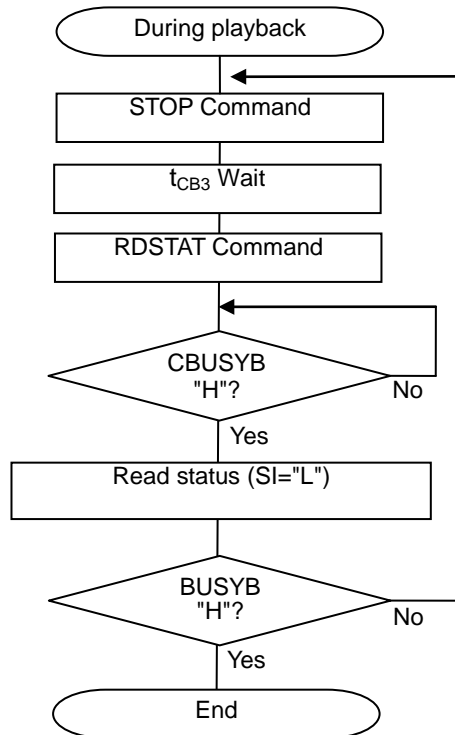 During playback
STOP Command
tCB3 Wait
RDSTAT Command
CBUSYB
"H"?
No
Yes
Read status (SI="L")
BUSYB
"H"?
No
Yes
End